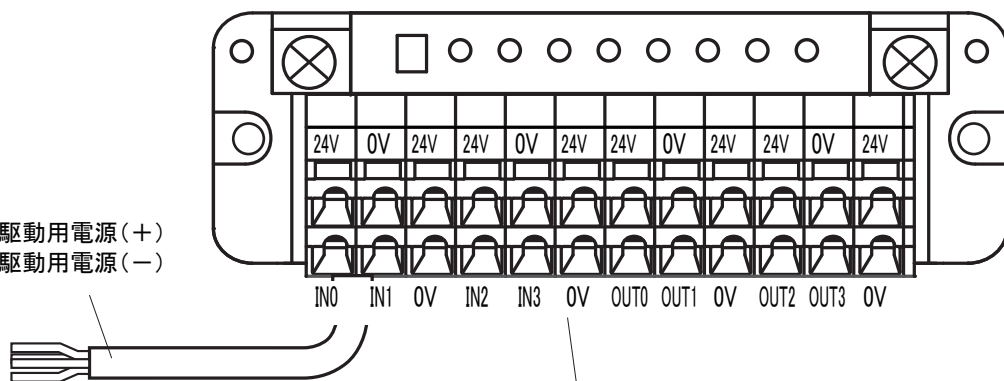 24V 0V 24V 24V 0V 24V 24V 0V 24V 24V 0V 24V
駆動用電源(+)
駆動用電源(−)
IN0 IN1 0V IN2 IN3 0V OUT0 OUT1 0V OUT2 OUT3 0V